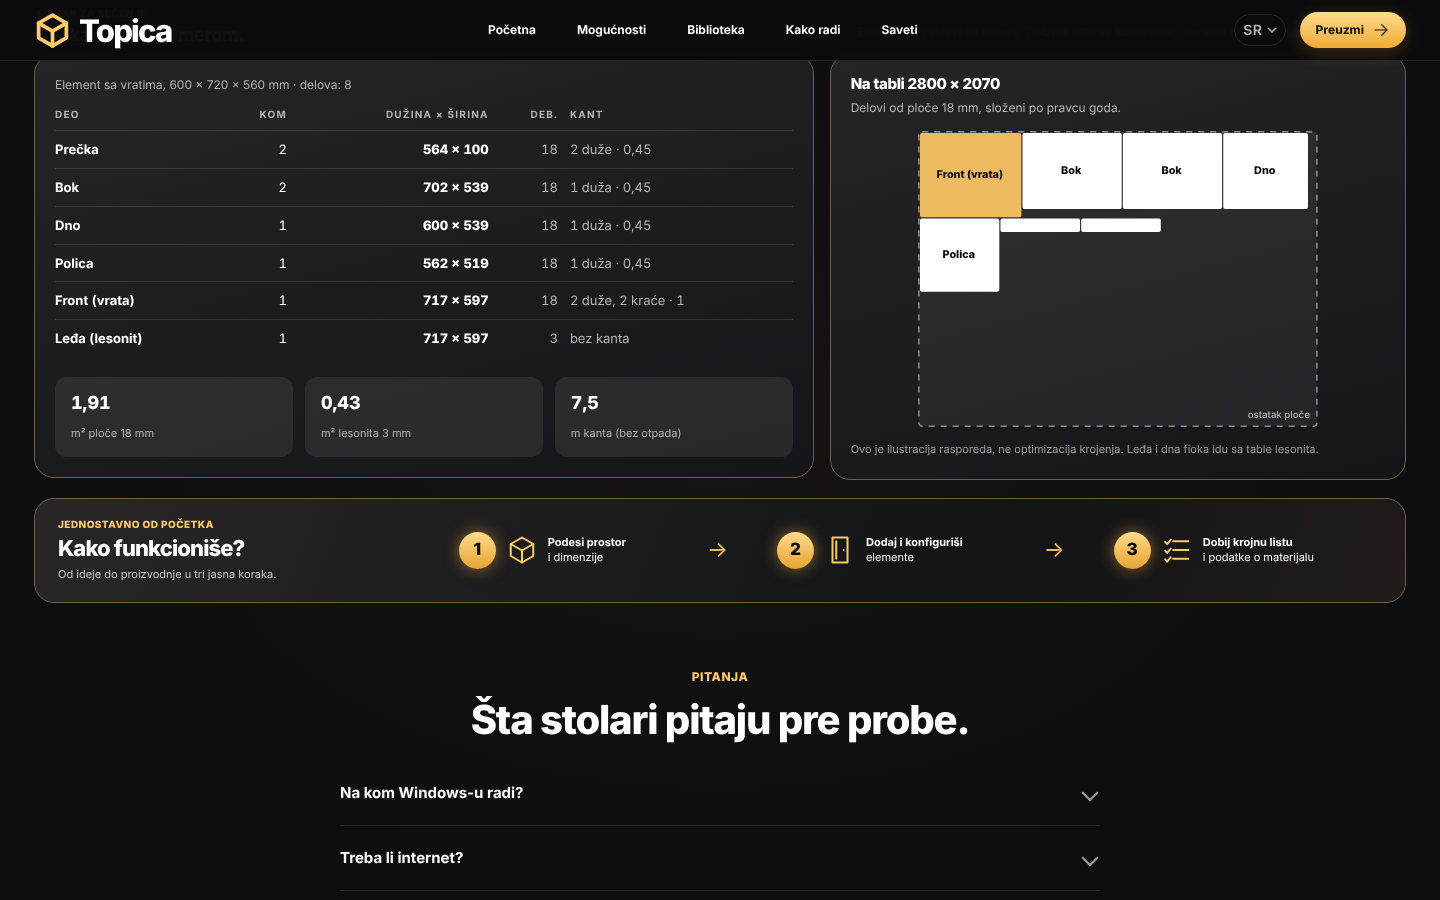 Topica
Početna
Mogućnosti
Biblioteka
Kako radi
Saveti
SR
Preuzmi
Element sa vratima, 600 × 720 × 560 mm · delova: 8
DEO KOM DUŽINA × ŠIRINA DEB. KANT
Prečka 2 564 × 100 18 2 duže · 0,45
Bok 2 702 × 539 18 1 duža · 0,45
Dno 1 600 × 539 18 1 duža · 0,45
Polica 1 562 × 519 18 1 duža · 0,45
Front (vrata) 1 717 × 597 18 2 duže, 2 kraće · 1
Leđa (lesonit) 1 717 × 597 3 bez kanta
1,91
m² ploče 18 mm
0,43
m² lesonita 3 mm
7,5
m kanta (bez otpada)
Na tabli 2800 × 2070
Delovi od ploče 18 mm, složeni po pravcu goda.
Front (vrata)
Bok
Bok
Dno
Polica
ostatak ploče
Ovo je ilustracija rasporeda, ne optimizacija krojenja. Leđa i dna fioka idu sa table lesonita.
JEDNOSTAVNO OD POČETKA
Kako funkcioniše?
Od ideje do proizvodnje u tri jasna koraka.
1
Podesi prostor
i dimenzije
2
Dodaj i konfiguriši
elemente
3
Dobij krojnu listu
i podatke o materijalu
PITANJA
Šta stolari pitaju pre probe.
Na kom Windows-u radi?
Treba li internet?